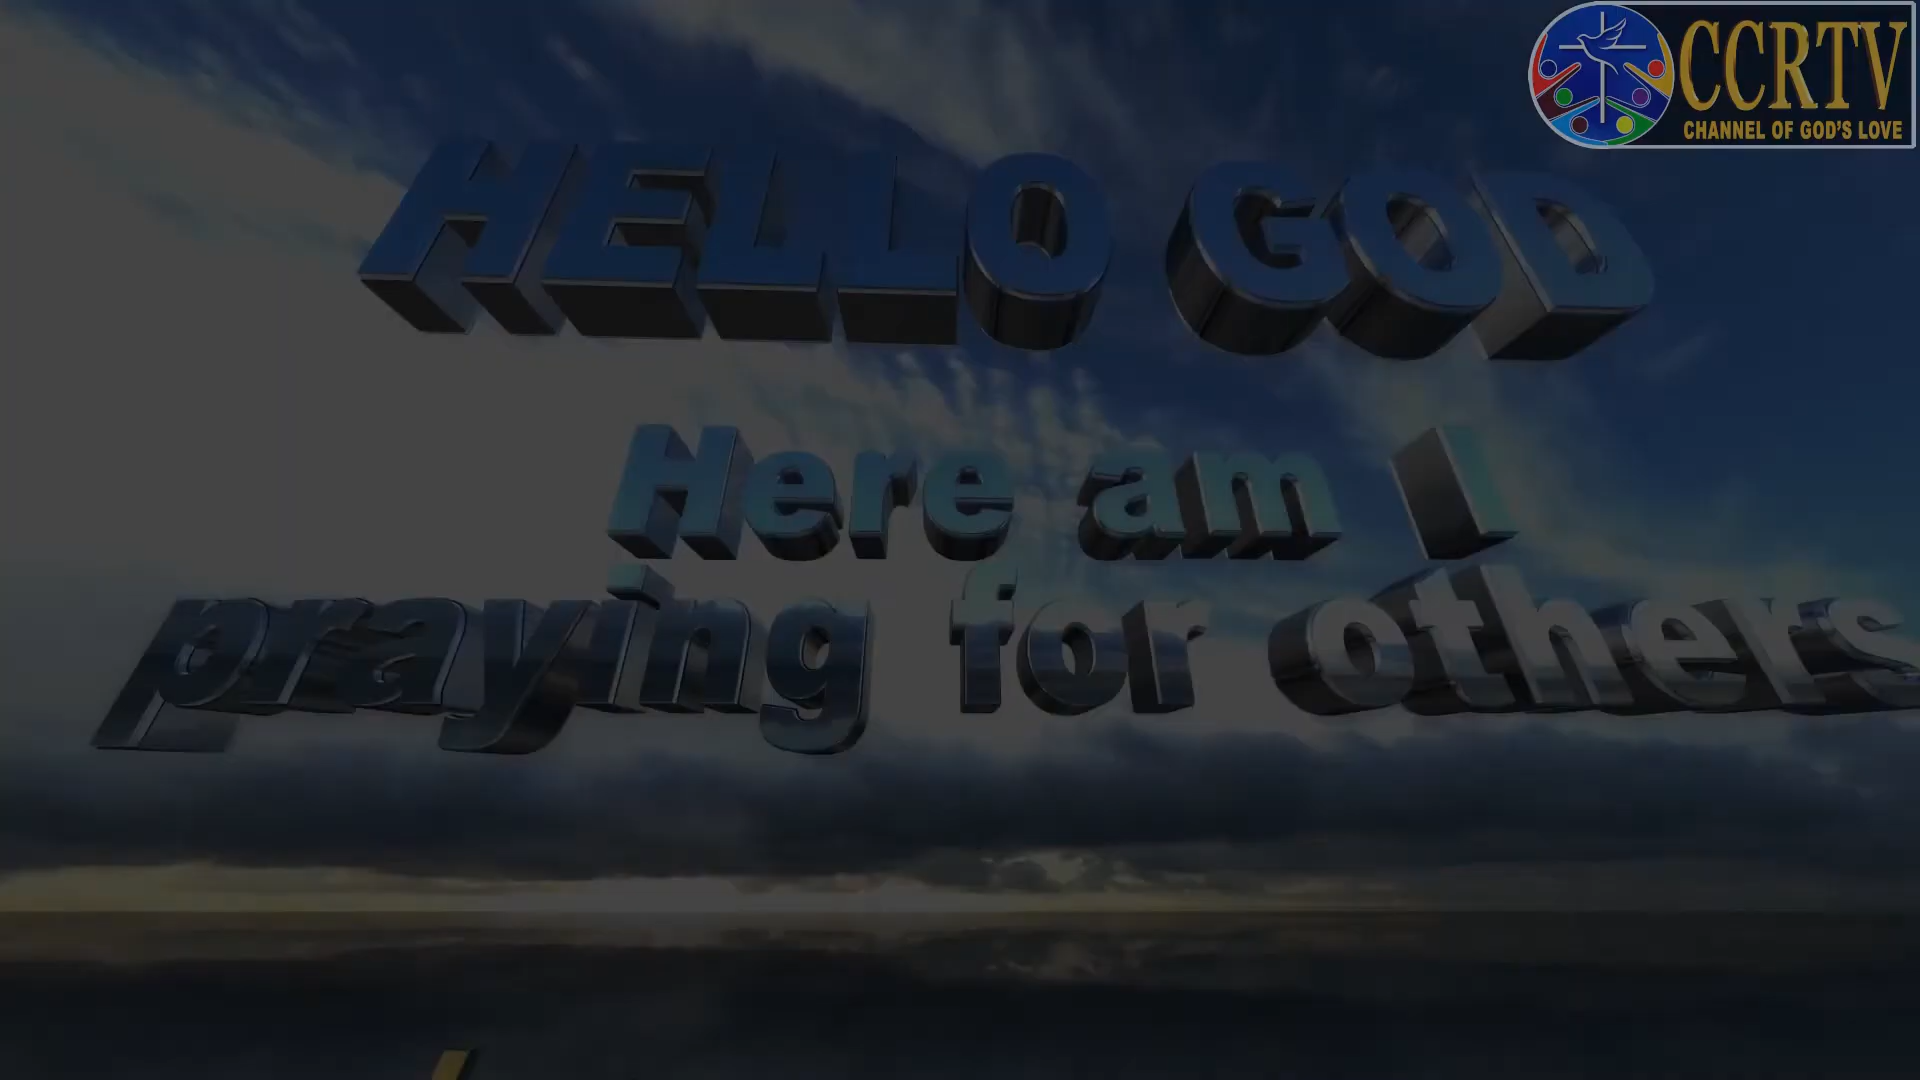 CCRTV
CHANNEL OF GOD'S LOVE
HELLO GOD
Here am I
praying for others